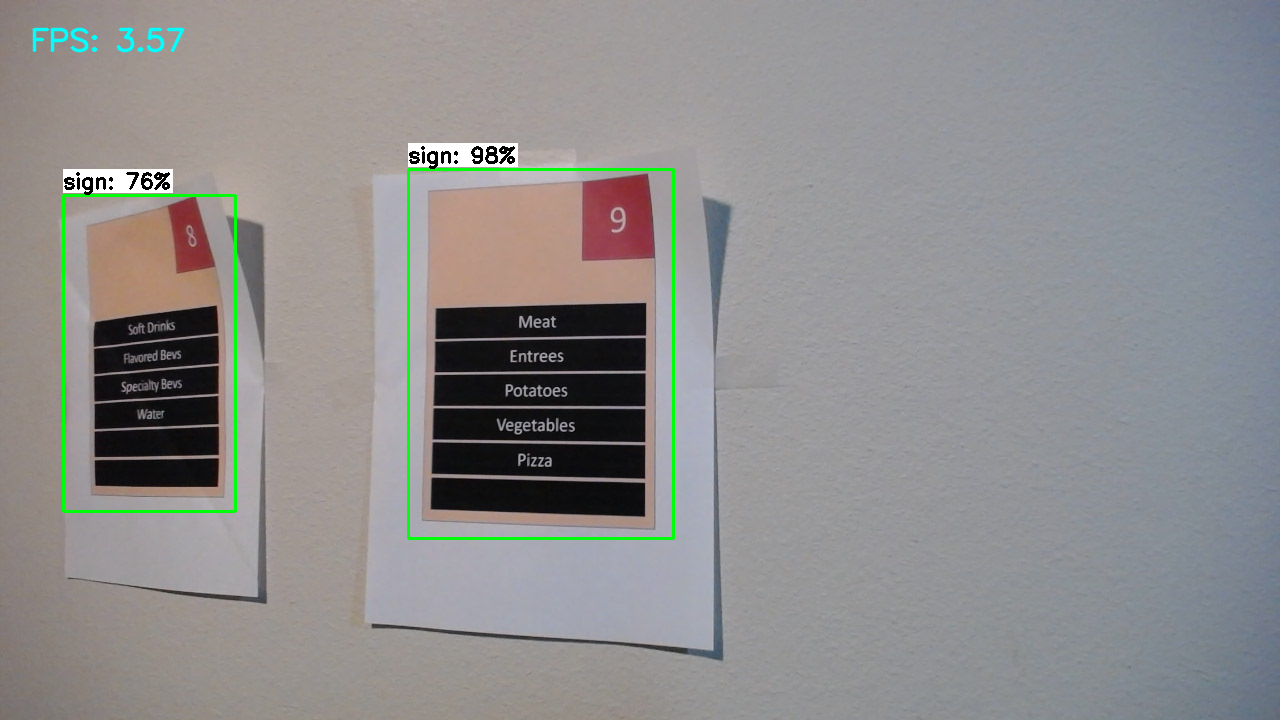 FPS: 3.57
sign: 76%
8
Soft Drinks
Flavored Bevs
Specialty Bevs
Water
sign: 98%
9
Meat
Entrees
Potatoes
Vegetables
Pizza